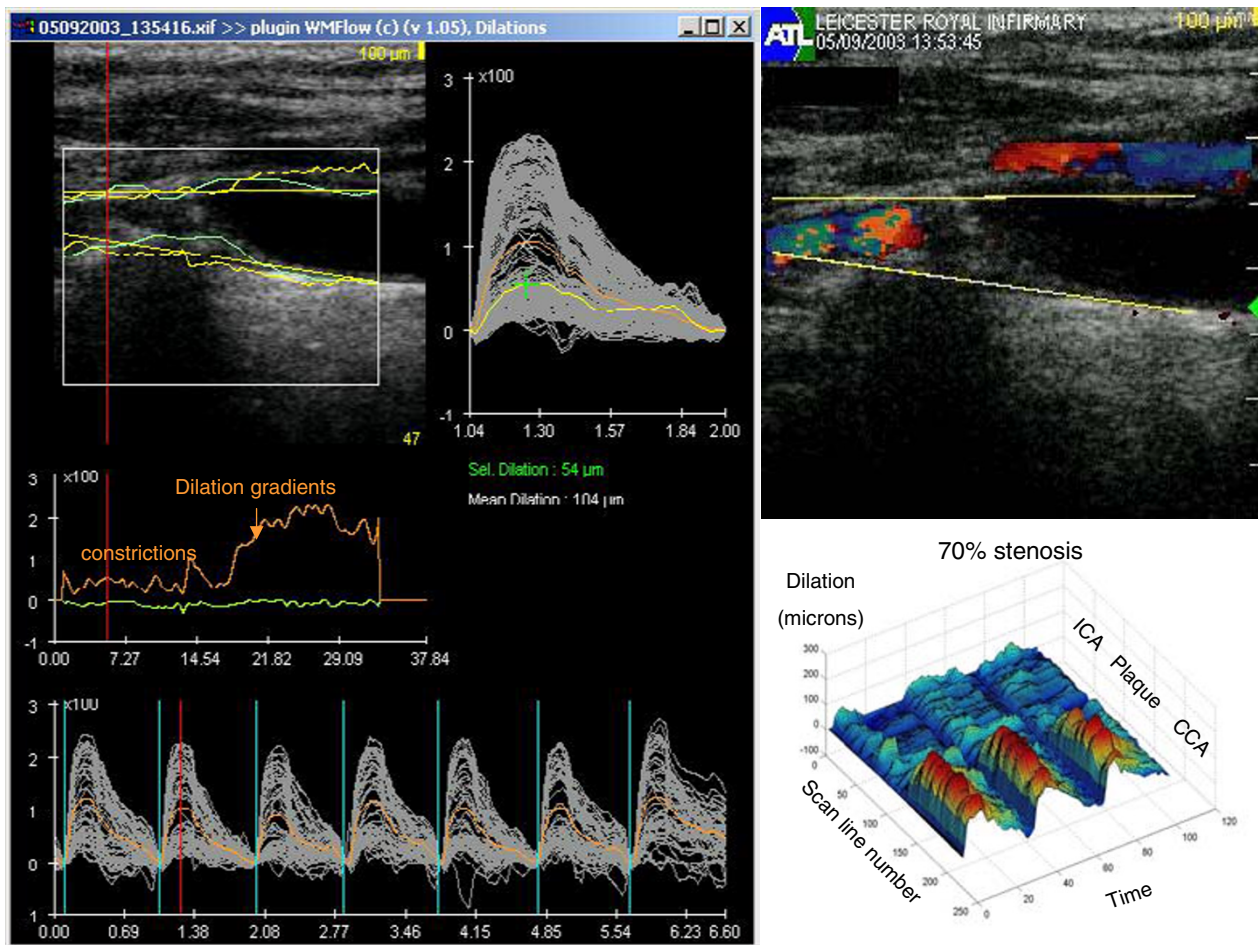 05092003_135416.xif >> plugin WMFlow (c) (v 1.05), Dilations
100 µm
47
3
x100
2
1
0
-1
1.04 1.30 1.57 1.84 2.00
Sel. Dilation : 54 µm
Mean Dilation : 104 µm
3
x100
Dilation gradients
2
constrictions
1
0
-1
0.00 7.27 14.54 21.82 29.09 37.84
3
x100
2
1
0
1
0.00 0.69 1.38 2.08 2.77 3.46 4.15 4.85 5.54 6.23 6.60
ATL
LEICESTER ROYAL INFIRMARY
05/09/2003 13:53:45
100 µm
70% stenosis
Dilation
(microns)
300
200
100
0
-100
ICA Plaque CCA
0
50
100
150
200
250
Scan line number
0
20
40
60
80
100
120
Time